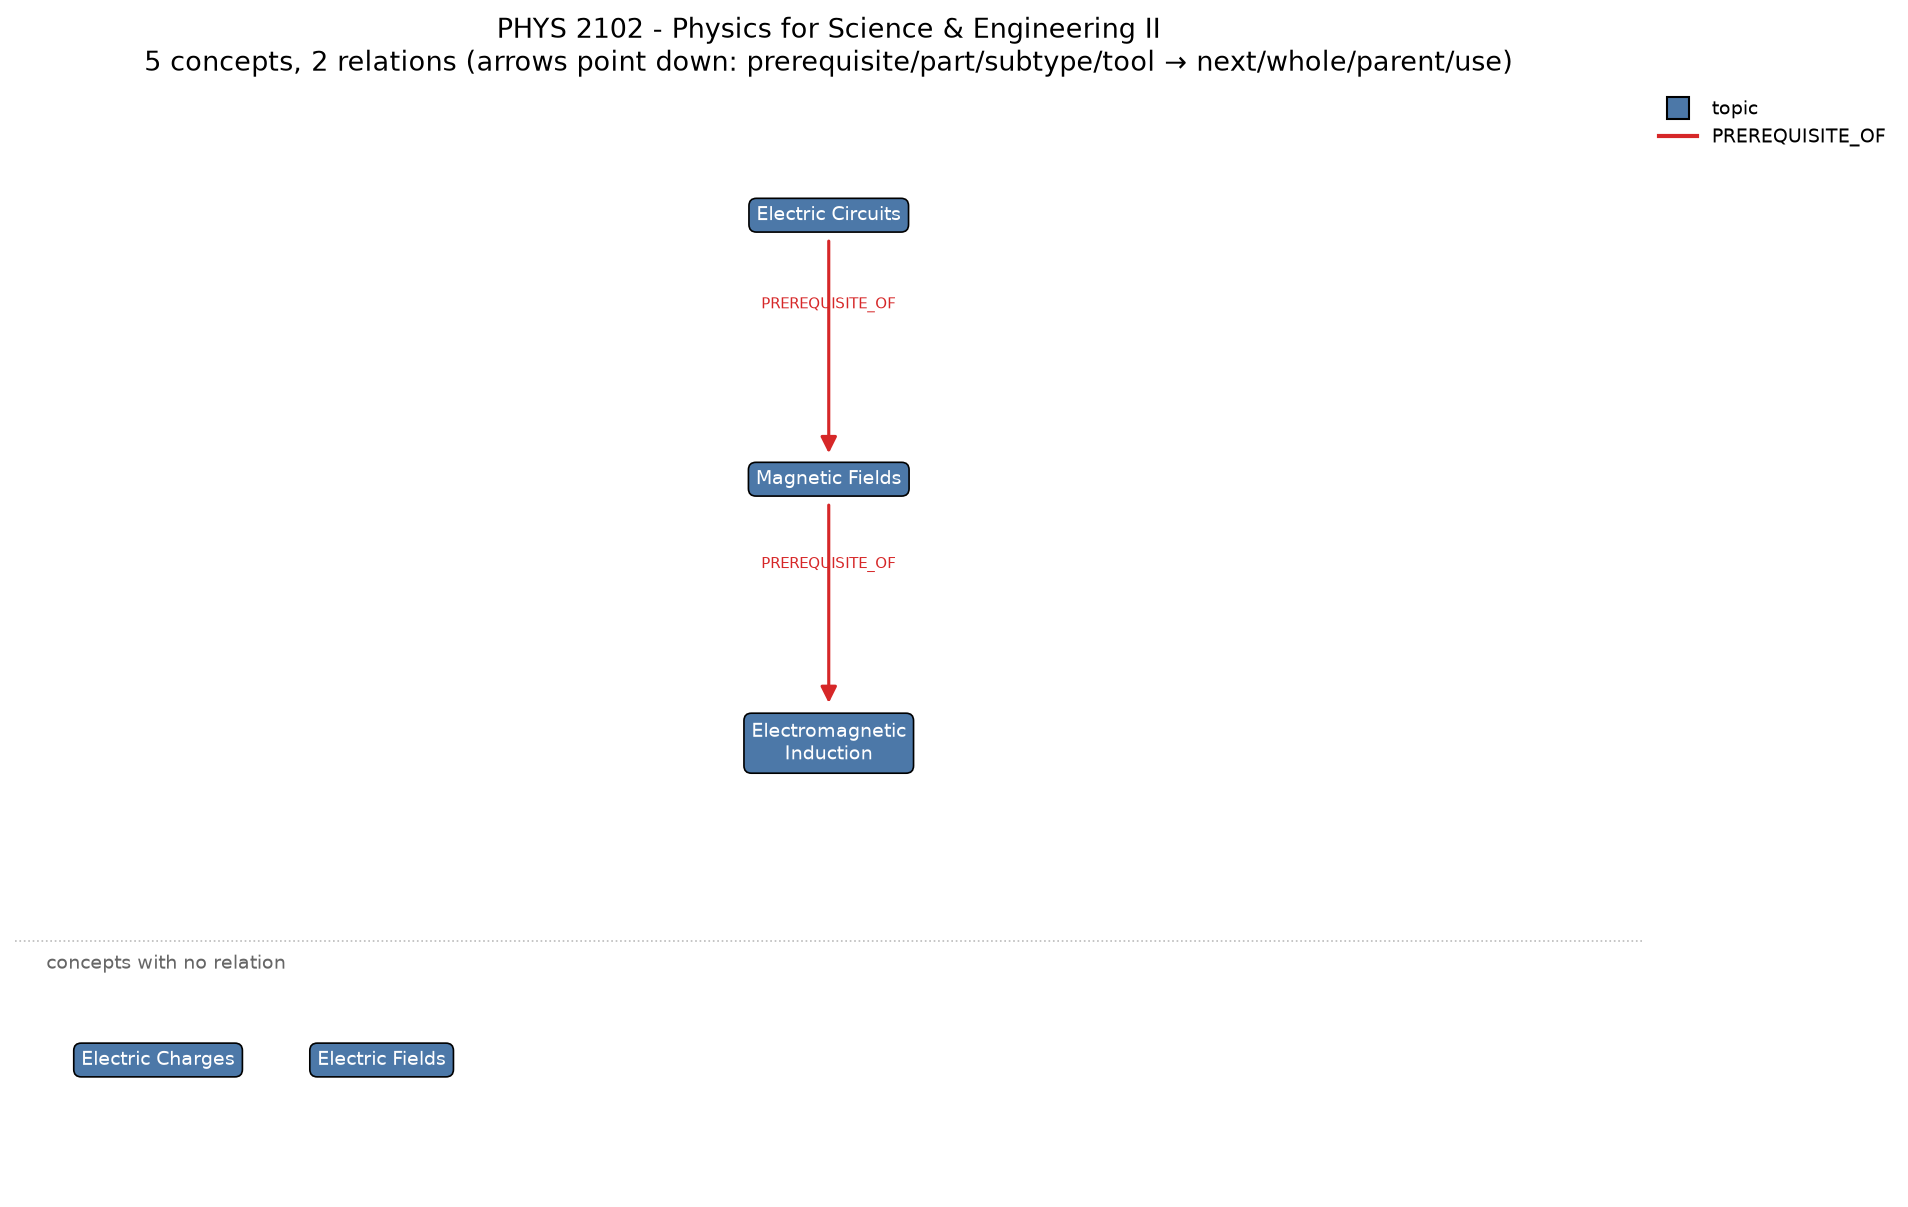 PHYS 2102 - Physics for Science & Engineering II
5 concepts, 2 relations (arrows point down: prerequisite/part/subtype/tool → next/whole/parent/use)
topic
PREREQUISITE_OF
Electric Circuits
PREREQUISITE_OF
Magnetic Fields
PREREQUISITE_OF
Electromagnetic
Induction
concepts with no relation
Electric Charges
Electric Fields